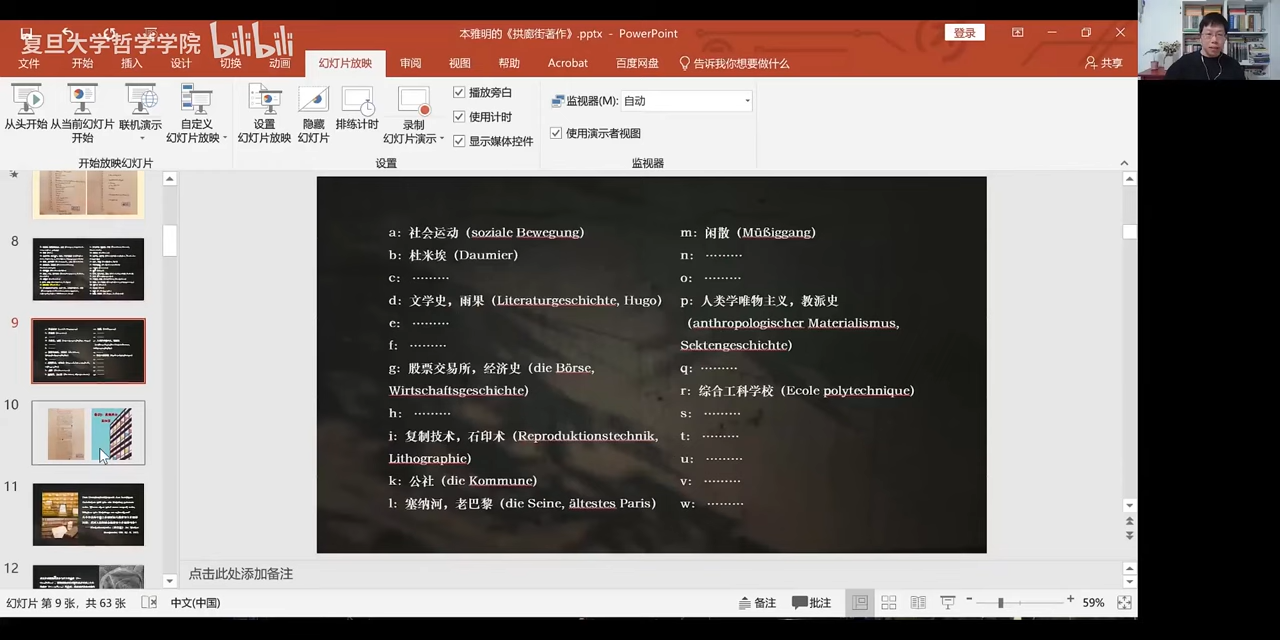 复旦大学哲学学院 bilibili
本雅明的《拱廊街著作》.pptx - PowerPoint
登录
文件 开始 插入 设计 切换 动画 幻灯片放映 审阅 视图 帮助 Acrobat 百度网盘 告诉我你想要做什么 共享
从头开始 从当前幻灯片开始 联机演示 自定义幻灯片放映 设置幻灯片放映 隐藏幻灯片 排练计时 录制幻灯片演示
播放旁白
使用计时
显示媒体控件
监视器(M): 自动
使用演示者视图
开始放映幻灯片 设置 监视器
8
9
10
11
12
a: 社会运动 (soziale Bewegung)
b: 杜米埃 (Daumier)
c: ………
d: 文学史，雨果 (Literaturgeschichte, Hugo)
e: ………
f: ………
g: 股票交易所，经济史 (die Börse,
Wirtschaftsgeschichte)
h: ………
i: 复制技术，石印术 (Reproduktionstechnik,
Lithographie)
k: 公社 (die Kommune)
l: 塞纳河，老巴黎 (die Seine, ältestes Paris)
m: 闲散 (Müßiggang)
n: ………
o: ………
p: 人类学唯物主义，教派史
(anthropologischer Materialismus,
Sektengeschichte)
q: ………
r: 综合工科学校 (Ecole polytechnique)
s: ………
t: ………
u: ………
v: ………
w: ………
点击此处添加备注
幻灯片 第 9 张，共 63 张 中文(中国) 备注 批注 59%